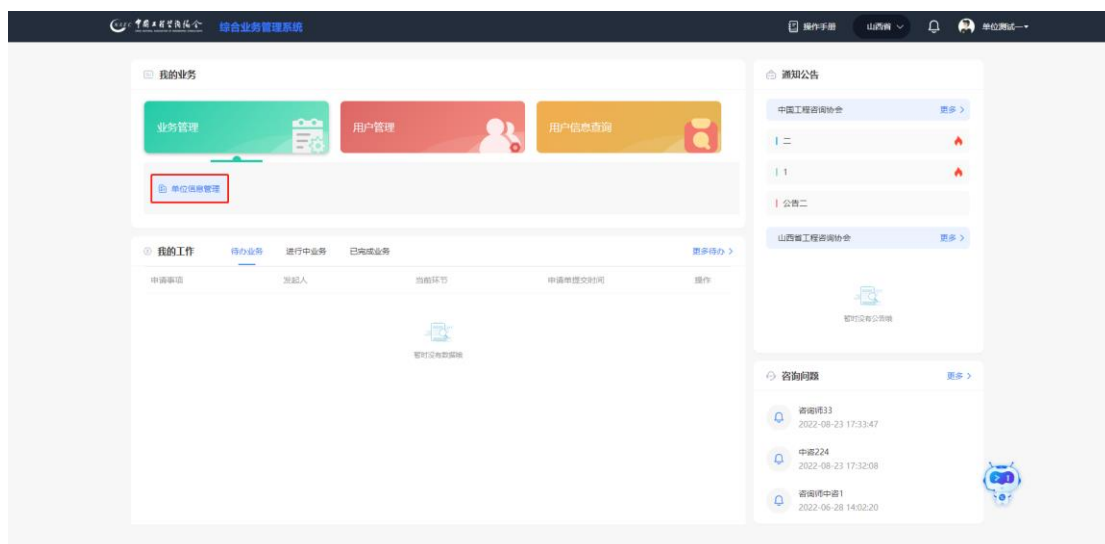 中国工程咨询协会 综合业务管理系统 操作手册 山西省 单位测试一
我的业务
业务管理 用户管理 用户信息查询
单位信息管理
我的工作 待办业务 进行中业务 已完成业务 更多待办 >
申请事项 发起人 当前环节 申请单提交时间 操作
暂时没有数据哦
通知公告
中国工程咨询协会 更多 >
二
1
公告二
山西省工程咨询协会 更多 >
暂时没有公告哦
咨询问题 更多 >
咨询师33
2022-08-23 17:33:47
中咨224
2022-08-23 17:32:08
咨询师中咨1
2022-06-28 14:02:20